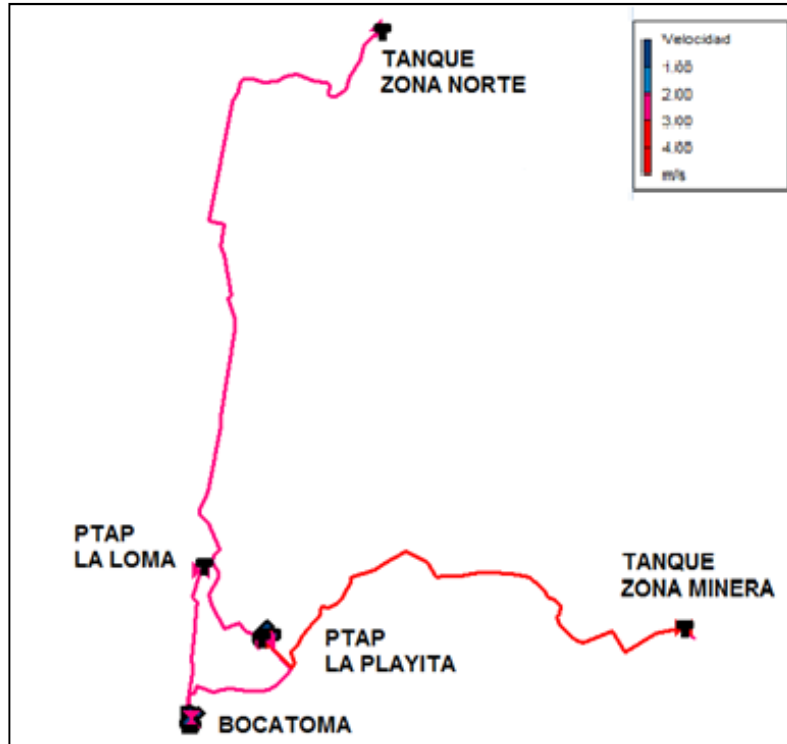 TANQUE
ZONA NORTE
Velocidad
1.00
2.00
3.00
4.00
m/s
PTAP
LA LOMA
TANQUE
ZONA MINERA
PTAP
LA PLAYITA
BOCATOMA